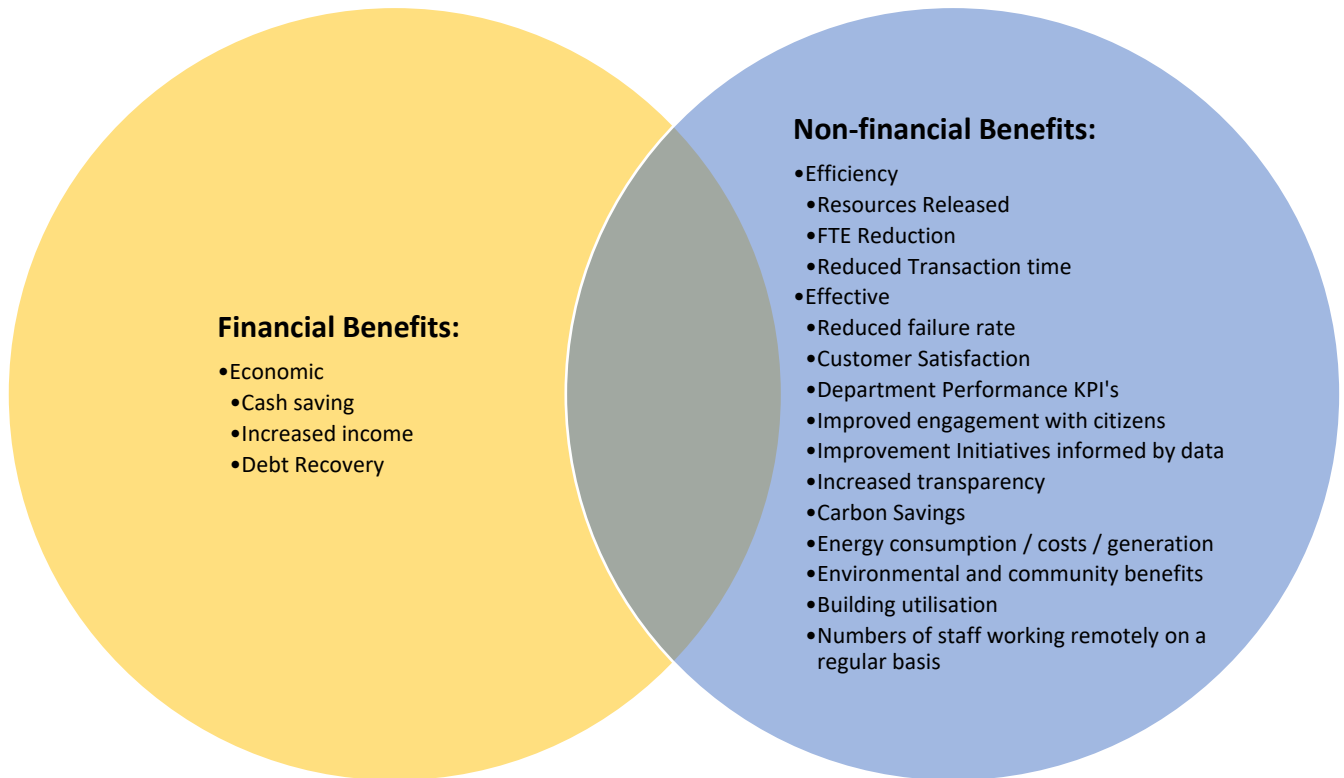 Financial Benefits:
•Economic
•Cash saving
•Increased income
•Debt Recovery
Non-financial Benefits:
•Efficiency
•Resources Released
•FTE Reduction
•Reduced Transaction time
•Effective
•Reduced failure rate
•Customer Satisfaction
•Department Performance KPI's
•Improved engagement with citizens
•Improvement Initiatives informed by data
•Increased transparency
•Carbon Savings
•Energy consumption / costs / generation
•Environmental and community benefits
•Building utilisation
•Numbers of staff working remotely on a
regular basis